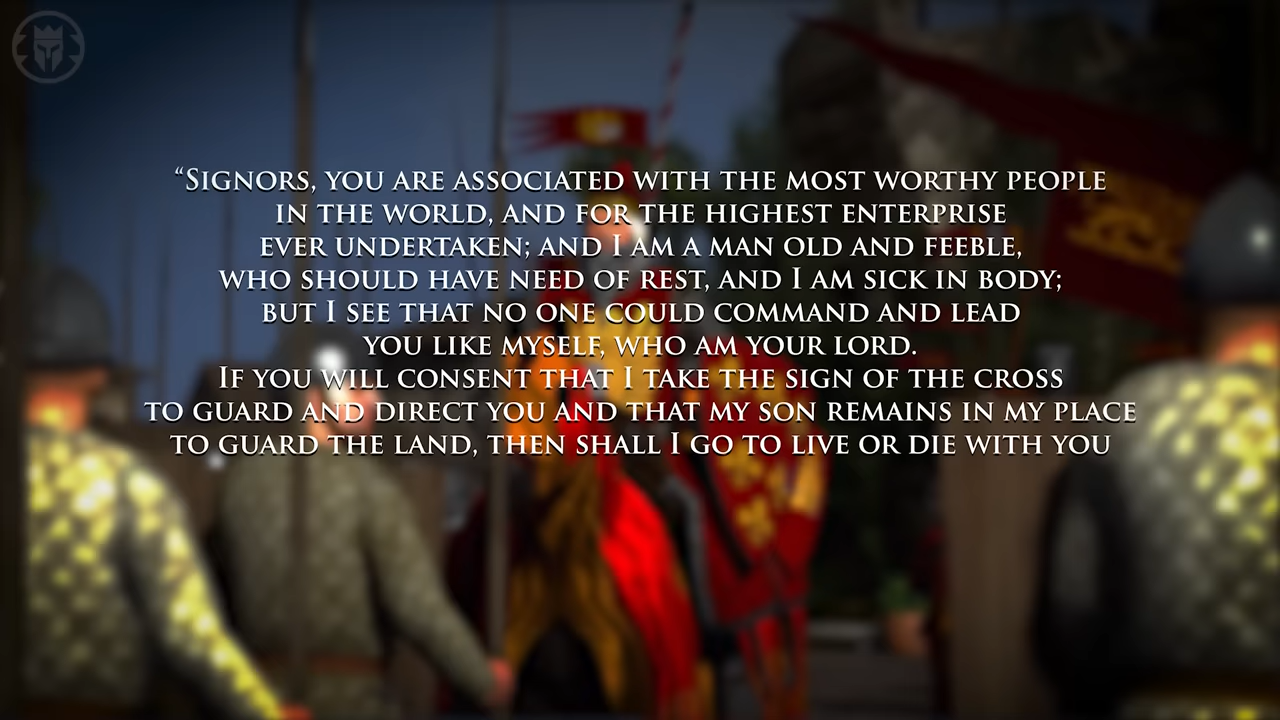 “Signors, you are associated with the most worthy people
in the world, and for the highest enterprise
ever undertaken; and I am a man old and feeble,
who should have need of rest, and I am sick in body;
but I see that no one could command and lead
you like myself, who am your lord.
If you will consent that I take the sign of the cross
to guard and direct you and that my son remains in my place
to guard the land, then shall I go to live or die with you